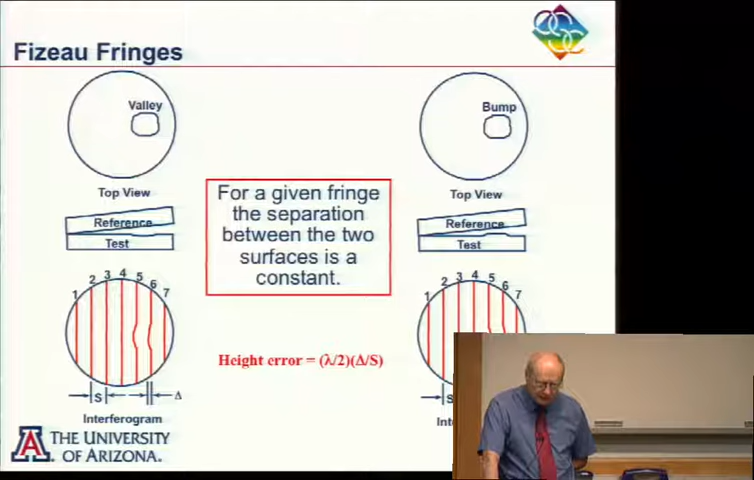 Fizeau Fringes
Valley
Top View
Reference
Test
1 2 3 4 5 6 7
S
Δ
Interferogram
For a given fringe
the separation
between the two
surfaces is a
constant.
Height error = (λ/2)(Δ/S)
Bump
Top View
Reference
Test
1 2 3 4 5 6 7
S
A THE UNIVERSITY
OF ARIZONA.